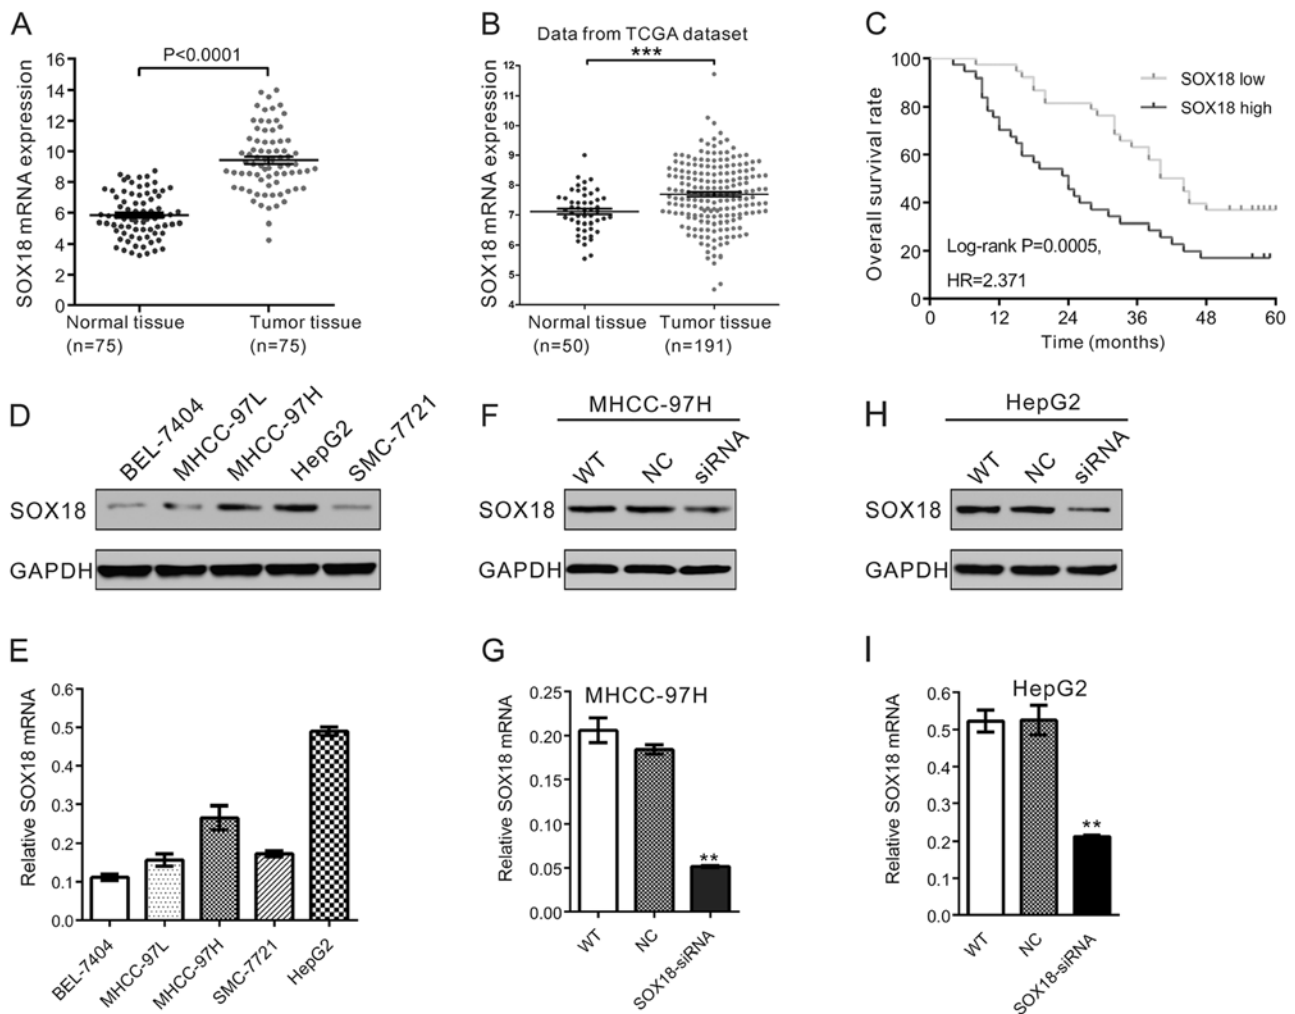 A
P<0.0001
SOX18 mRNA expression
16
14
12
10
8
6
4
2
0
Normal tissue
(n=75)
Tumor tissue
(n=75)
B
Data from TCGA dataset
***
SOX18 mRNA expression
12
11
10
9
8
7
6
5
4
Normal tissue
(n=50)
Tumor tissue
(n=191)
C
Overall survival rate
100
80
60
40
20
0
SOX18 low
SOX18 high
Log-rank P=0.0005,
HR=2.371
0 12 24 36 48 60
Time (months)
D
BEL-7404 MHCC-97L MHCC-97H HepG2 SMC-7721
SOX18
GAPDH
F
MHCC-97H
WT NC siRNA
SOX18
GAPDH
H
HepG2
WT NC siRNA
SOX18
GAPDH
E
Relative SOX18 mRNA
0.6
0.5
0.4
0.3
0.2
0.1
0.0
BEL-7404 MHCC-97L MHCC-97H SMC-7721 HepG2
G
MHCC-97H
Relative SOX18 mRNA
0.25
0.20
0.15
0.10
0.05
0.00
**
WT NC SOX18-siRNA
I
HepG2
Relative SOX18 mRNA
0.6
0.5
0.4
0.3
0.2
0.1
0.0
**
WT NC SOX18-siRNA